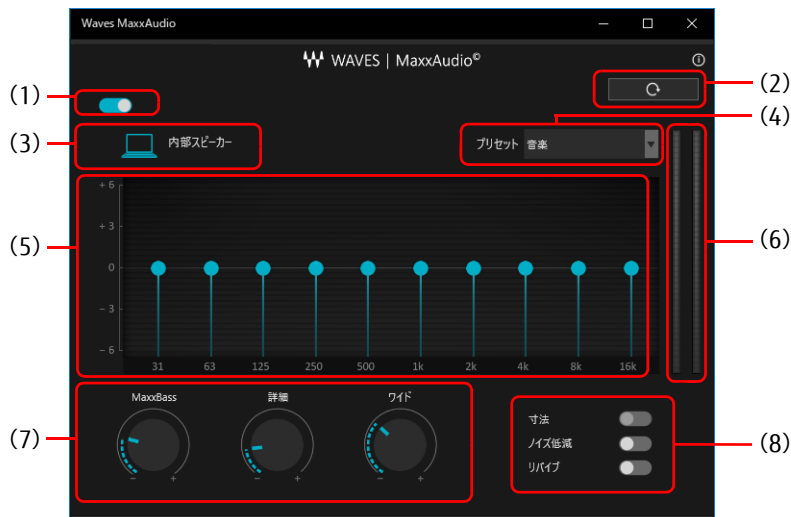 Waves MaxxAudio
WAVES | MaxxAudio©
(1)
(2)
(3)
内部スピーカー
(4)
プリセット 音楽
(5)
+ 6
+ 3
0
− 3
− 6
31 63 125 250 500 1k 2k 4k 8k 16k
(6)
(7)
MaxxBass 詳細 ワイド
− + − + − +
寸法
ノイズ低減
リバイブ
(8)